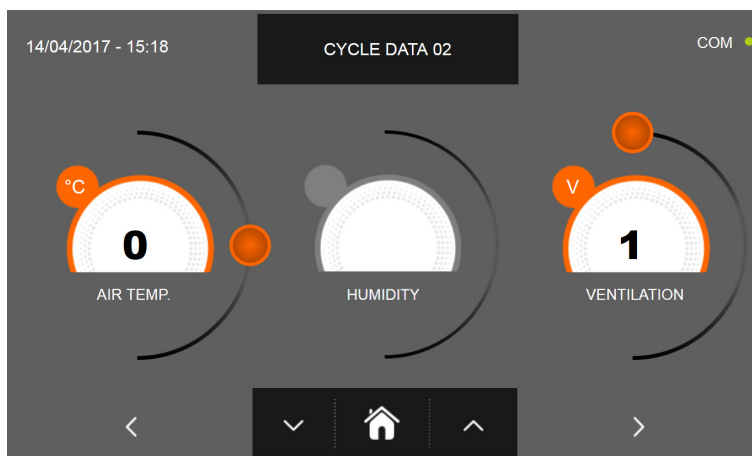 14/04/2017 - 15:18
CYCLE DATA 02
COM
°C
V
0
1
AIR TEMP.
HUMIDITY
VENTILATION